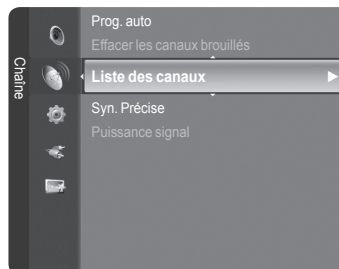 Chaîne
Prog. auto
Effacer les canaux brouillés
Liste des canaux
Syn. Précise
Puissance signal